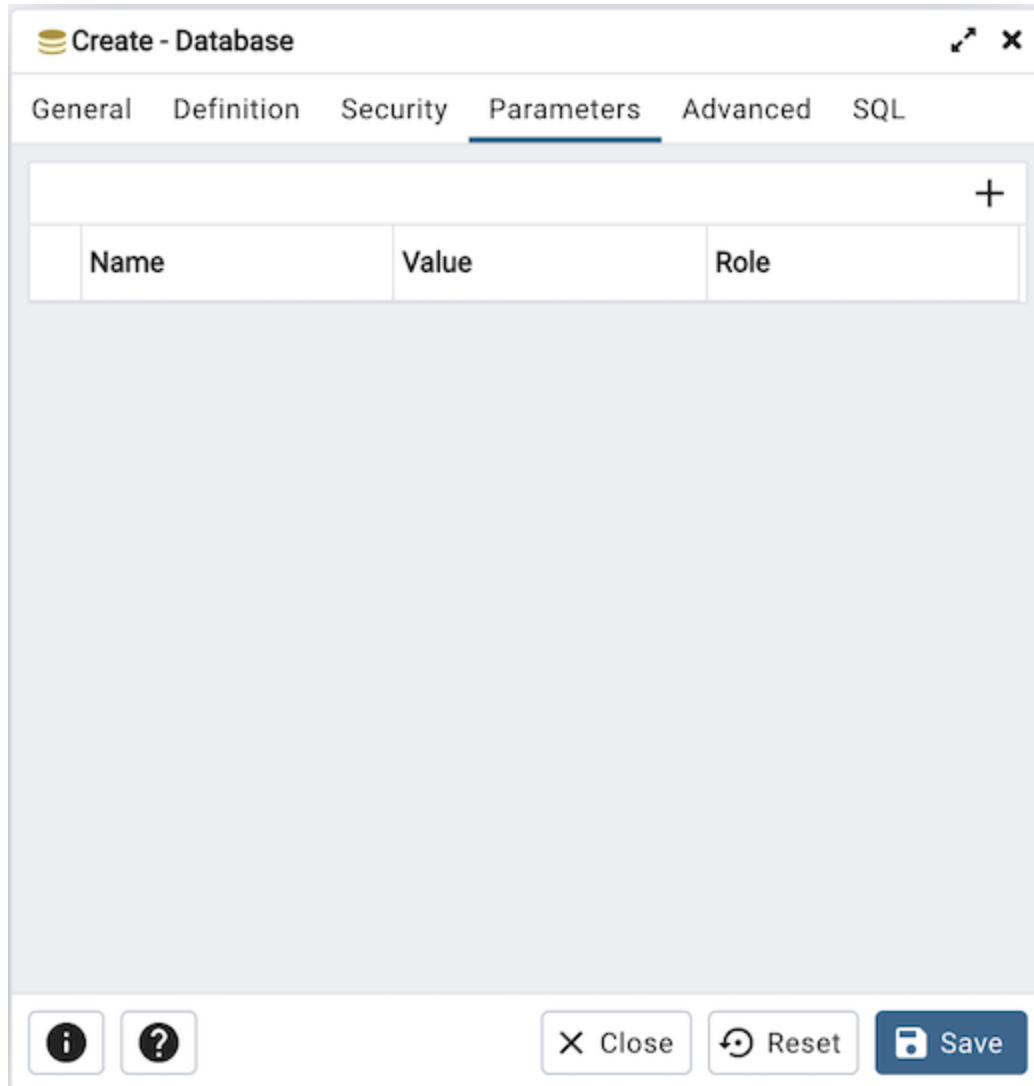 Create - Database
General Definition Security Parameters Advanced SQL
Name Value Role
Close Reset Save